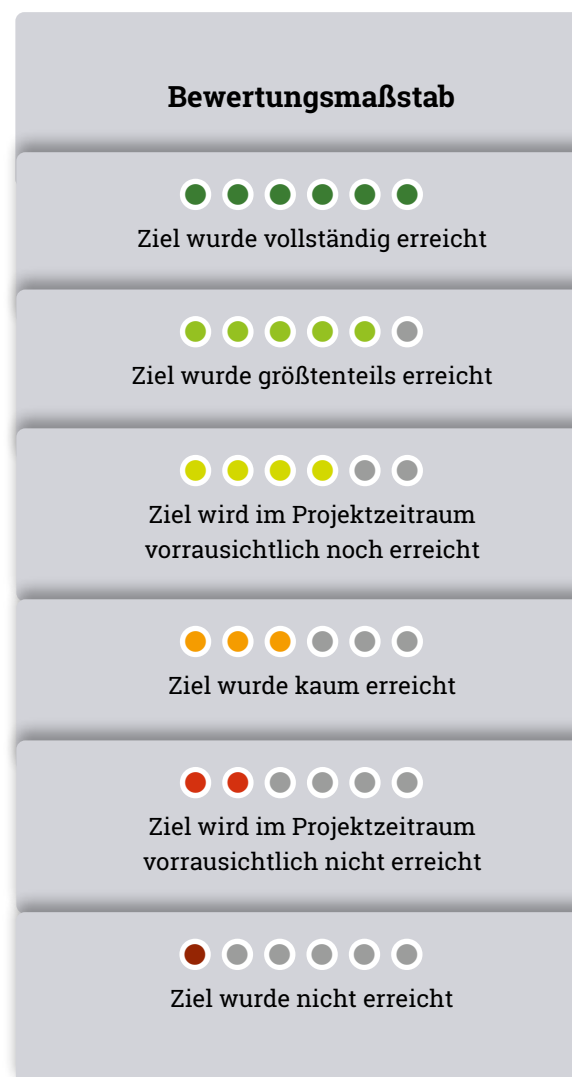 Bewertungsmaßstab
Ziel wurde vollständig erreicht
Ziel wurde größtenteils erreicht
Ziel wird im Projektzeitraum
vorrausichtlich noch erreicht
Ziel wurde kaum erreicht
Ziel wird im Projektzeitraum
vorrausichtlich nicht erreicht
Ziel wurde nicht erreicht